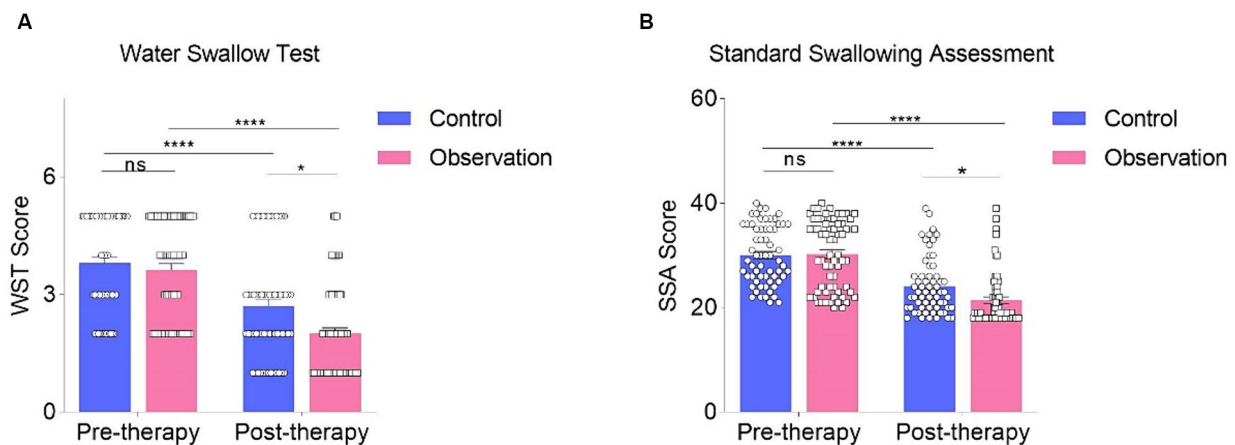 A
Water Swallow Test
****
****
ns
*
Control
Observation
WST Score
6
3
0
Pre-therapy
Post-therapy
B
Standard Swallowing Assessment
****
****
ns
*
Control
Observation
SSA Score
60
40
20
0
Pre-therapy
Post-therapy